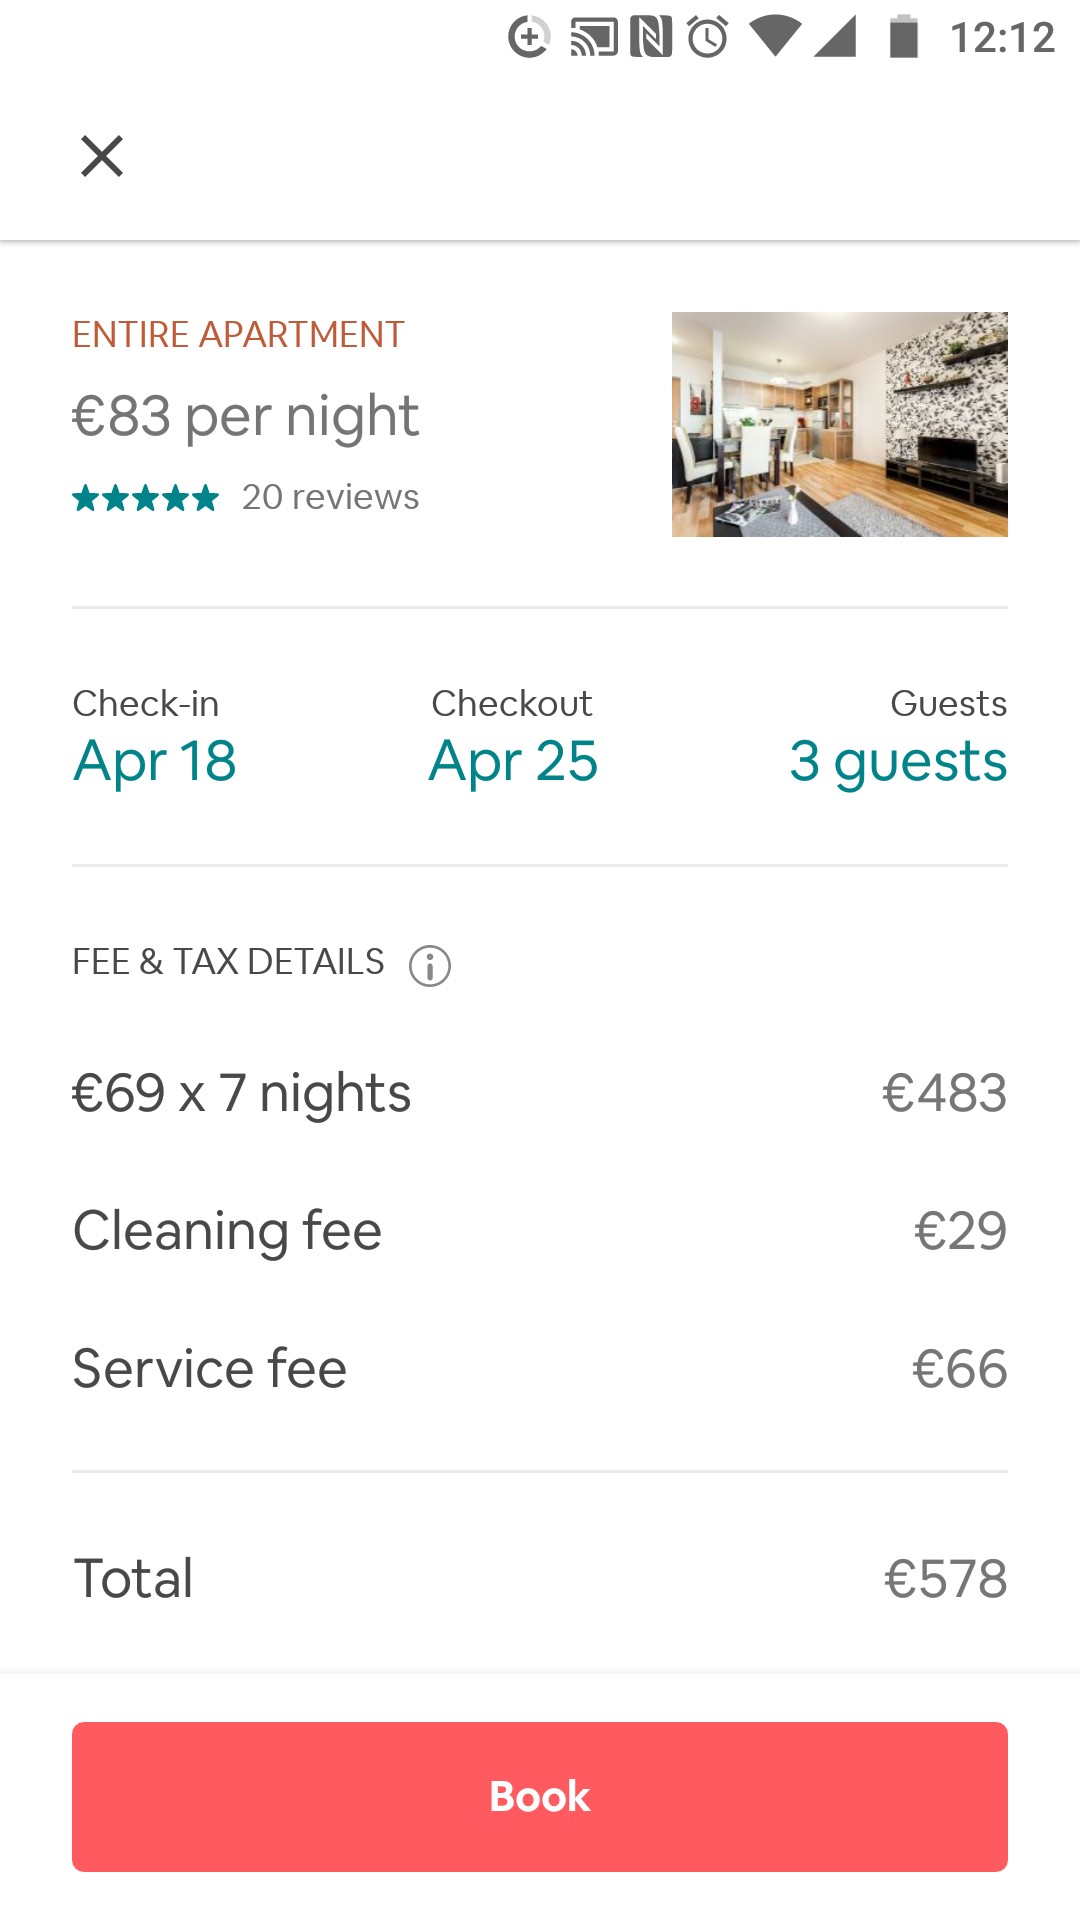 12:12
ENTIRE APARTMENT
€83 per night
20 reviews
Check-in Checkout Guests
Apr 18 Apr 25 3 guests
FEE & TAX DETAILS
€69 x 7 nights €483
Cleaning fee €29
Service fee €66
Total €578
Book